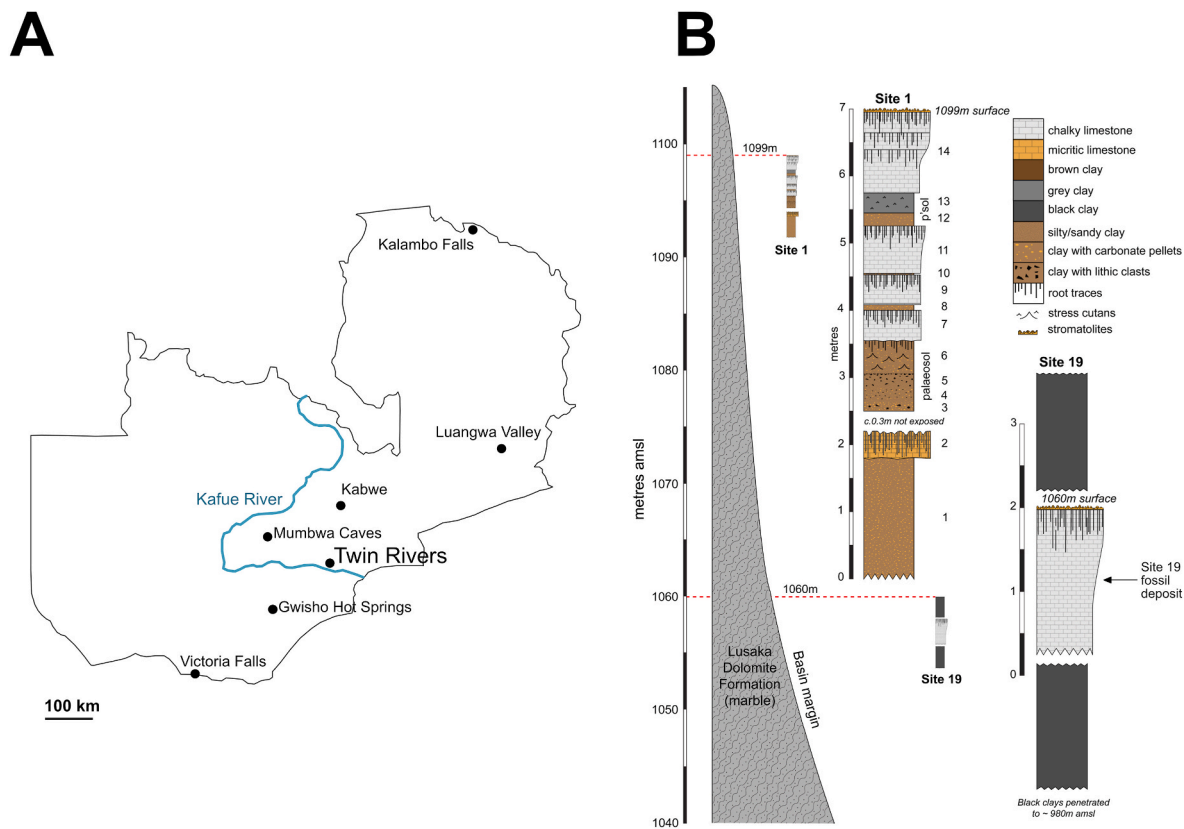 A
Kalambo Falls
Luangwa Valley
Kafue River
Kabwe
Mumbwa Caves
Twin Rivers
Gwisho Hot Springs
Victoria Falls
100 km
B
metres amsl
1100
1090
1080
1070
1060
1050
1040
1099m
Site 1
1060m
Site 19
Lusaka
Dolomite
Formation
(marble)
Basin margin
Site 1
1099m surface
metres
7
6
5
4
3
2
1
0
14
13
12
p'sol
11
10
9
8
7
6
5
4
3
palaeosol
c.0.3m not exposed
2
1
chalky limestone
micritic limestone
brown clay
grey clay
black clay
silty/sandy clay
clay with carbonate pellets
clay with lithic clasts
root traces
stress cutans
stromatolites
Site 19
3
2
1
0
1060m surface
Site 19
fossil
deposit
Black clays penetrated
to ~ 980m amsl